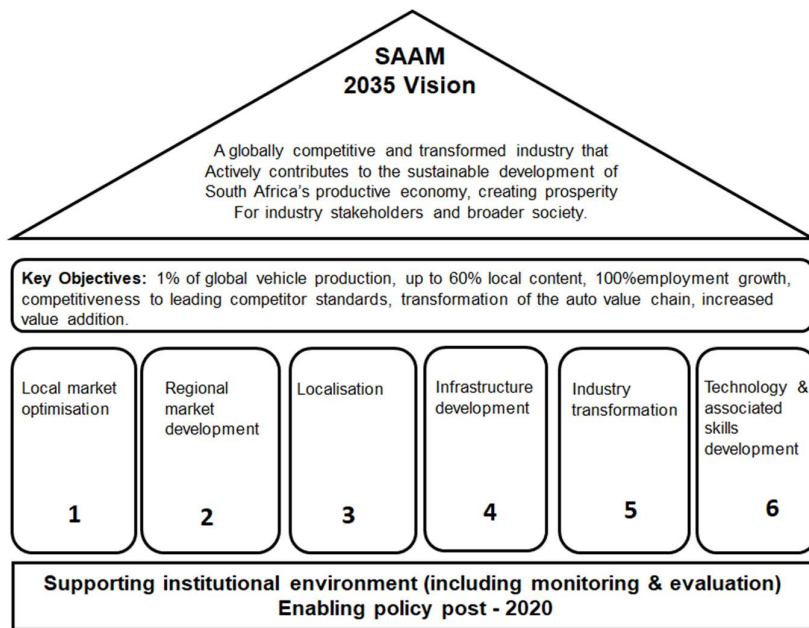 SAAM
2035 Vision
A globally competitive and transformed industry that
Actively contributes to the sustainable development of
South Africa's productive economy, creating prosperity
For industry stakeholders and broader society.
Key Objectives: 1% of global vehicle production, up to 60% local content, 100%employment growth,
competitiveness to leading competitor standards, transformation of the auto value chain, increased
value addition.
Local market
optimisation
1
Regional
market
development
2
Localisation
3
Infrastructure
development
4
Industry
transformation
5
Technology &
associated
skills
development
6
Supporting institutional environment (including monitoring & evaluation)
Enabling policy post - 2020